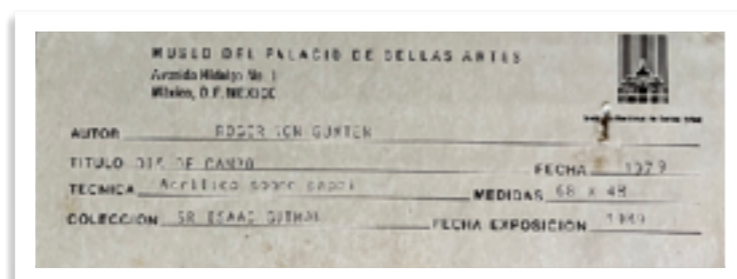 MUSEO DEL PALACIO DE BELLAS ARTES
Avenida Hidalgo No. 1
México, D.F. MEXICO
AUTOR ROGER VON GUNTEN
TITULO DIA DE CAMPO
FECHA 1979
TECNICA Acrílico sobre papel
MEDIDAS 68 x 48
COLECCION SR ISAAC
FECHA EXPOSICION